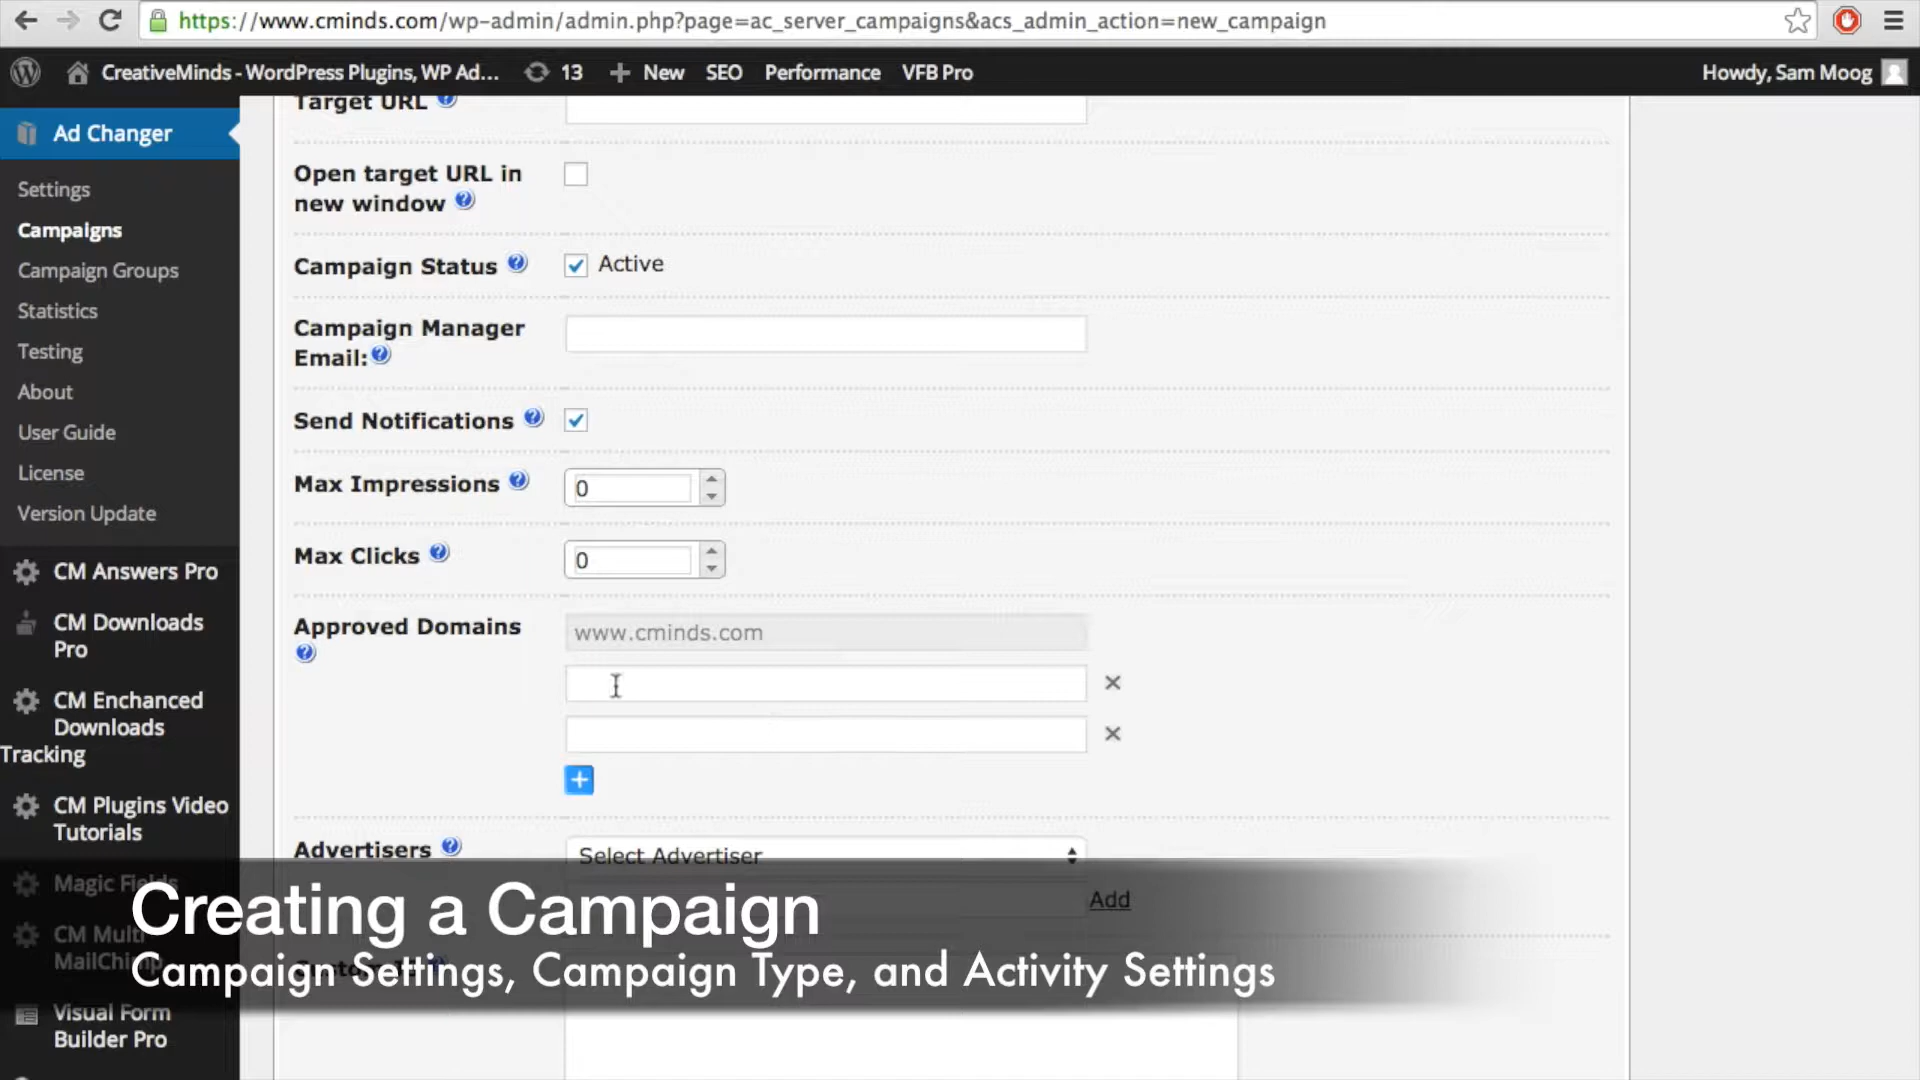 https://www.cminds.com/wp-admin/admin.php?page=ac_server_campaigns&acs_admin_action=new_campaign
CreativeMinds - WordPress Plugins, WP Ad... 13 New SEO Performance VFB Pro Howdy, Sam Moog
Ad Changer
Settings
Campaigns
Campaign Groups
Statistics
Testing
About
User Guide
License
Version Update
CM Answers Pro
CM Downloads
Pro
CM Enchanced
Downloads
Tracking
CM Plugins Video
Tutorials
Magic Fields
CM Multi
MailChimp
Visual Form
Builder Pro
Target URL
Open target URL in
new window
Campaign Status Active
Campaign Manager
Email:
Send Notifications
Max Impressions 0
Max Clicks 0
Approved Domains www.cminds.com
Advertisers Select Advertiser
Add
Creating a Campaign
Campaign Settings, Campaign Type, and Activity Settings